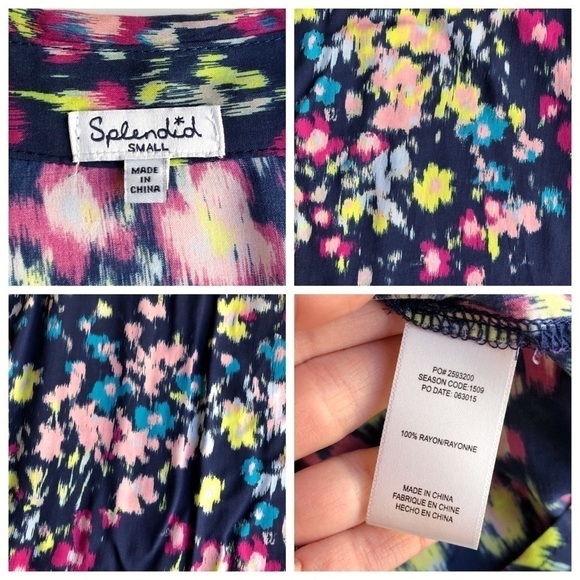 Splendid
SMALL
MADE
IN
CHINA
PO# 2593200
SEASON CODE:1509
PO DATE: 063015
100% RAYON/RAYONNE
MADE IN CHINA
FABRIQUE EN CHINE
HECHO EN CHINA